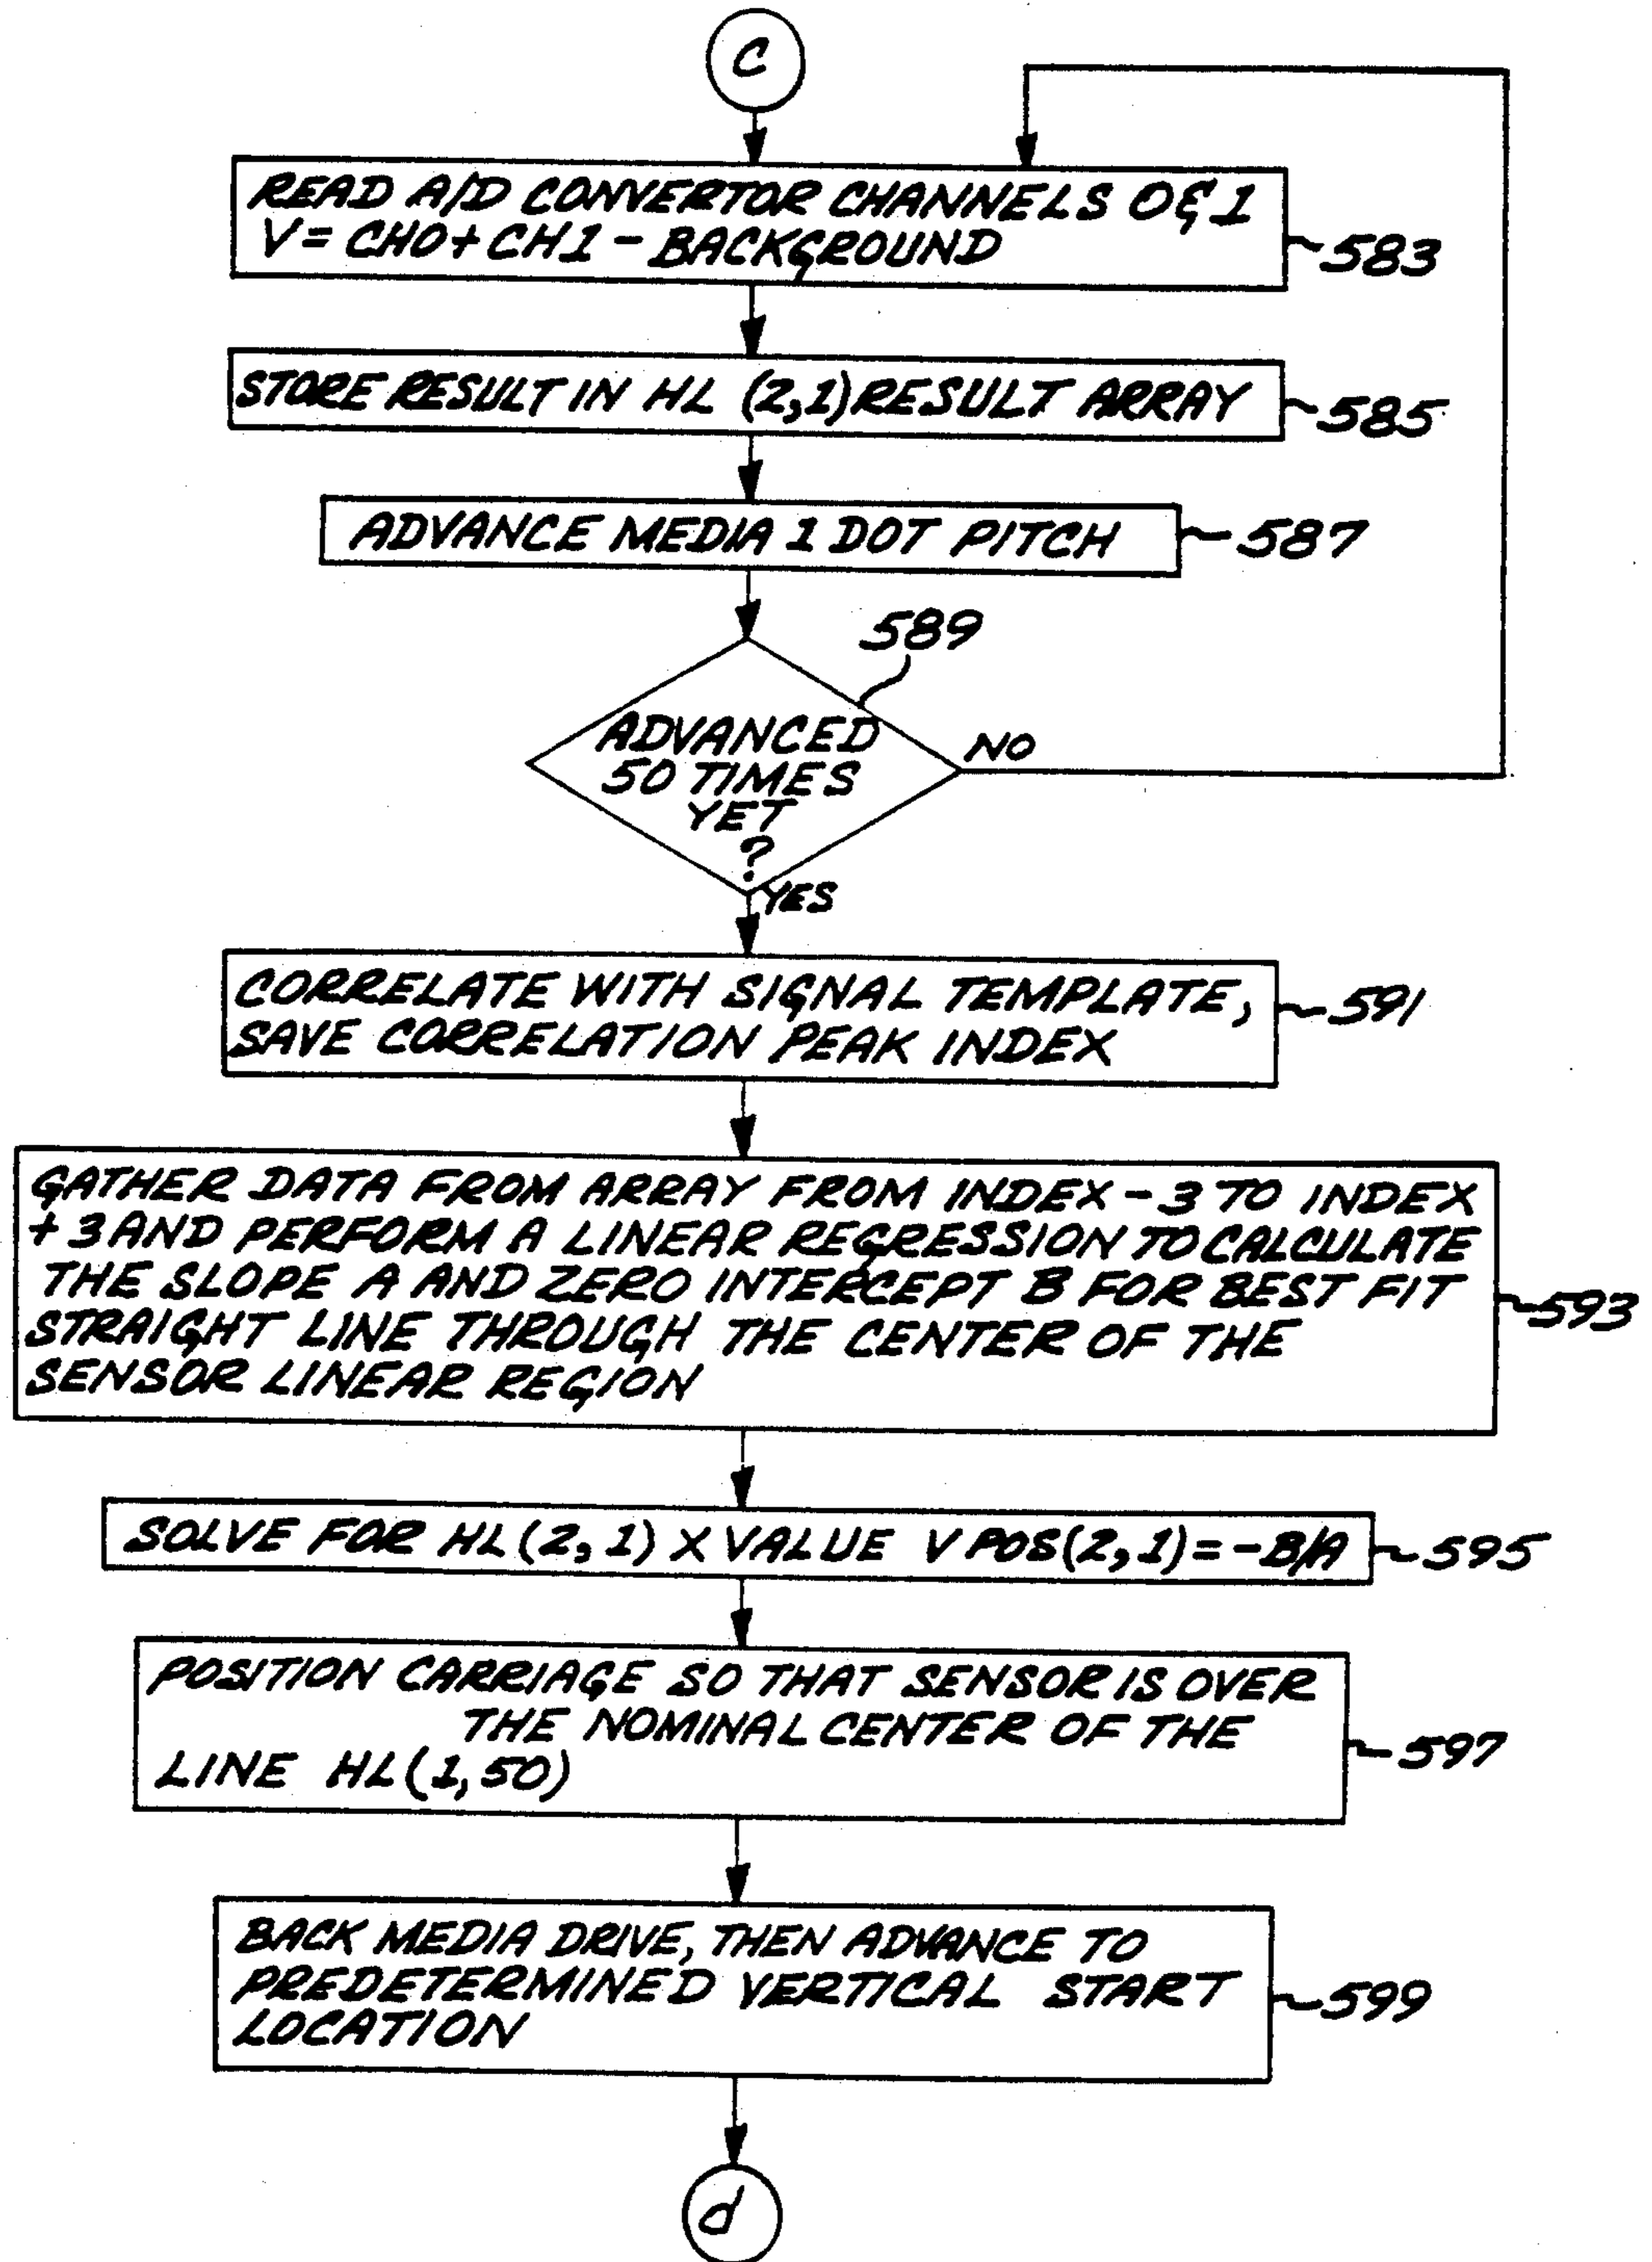 C
READ A/D CONVERTOR CHANNELS 0 & 1
V = CH0 + CH1 - BACKGROUND
583
STORE RESULT IN HL (2,1) RESULT ARRAY
585
ADVANCE MEDIA 1 DOT PITCH
587
589
ADVANCED
50 TIMES
YET
?
NO
YES
CORRELATE WITH SIGNAL TEMPLATE,
SAVE CORRELATION PEAK INDEX
591
GATHER DATA FROM ARRAY FROM INDEX - 3 TO INDEX
+ 3 AND PERFORM A LINEAR REGRESSION TO CALCULATE
THE SLOPE A AND ZERO INTERCEPT B FOR BEST FIT
STRAIGHT LINE THROUGH THE CENTER OF THE
SENSOR LINEAR REGION
593
SOLVE FOR HL(2,1) X VALUE V POS(2,1) = -B/A
595
POSITION CARRIAGE SO THAT SENSOR IS OVER
THE NOMINAL CENTER OF THE
LINE HL(1,50)
597
BACK MEDIA DRIVE, THEN ADVANCE TO
PREDETERMINED VERTICAL START
LOCATION
599
d